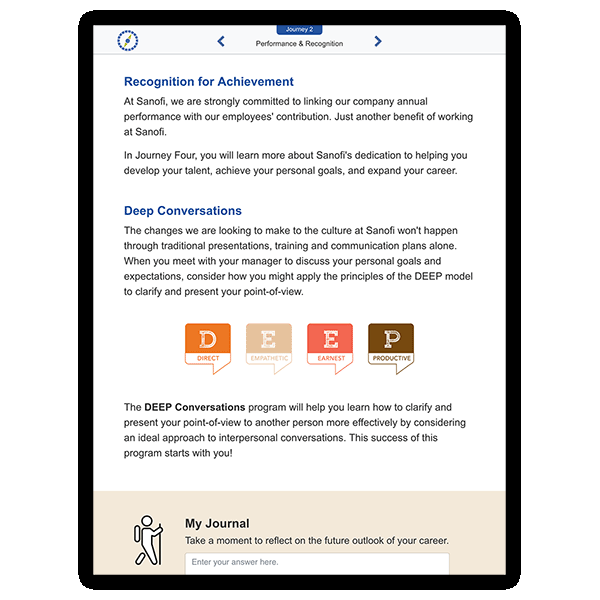 Journey 2
Performance & Recognition
Recognition for Achievement
At Sanofi, we are strongly committed to linking our company annual
performance with our employees' contribution. Just another benefit of working
at Sanofi.
In Journey Four, you will learn more about Sanofi's dedication to helping you
develop your talent, achieve your personal goals, and expand your career.
Deep Conversations
The changes we are looking to make to the culture at Sanofi won't happen
through traditional presentations, training and communication plans alone.
When you meet with your manager to discuss your personal goals and
expectations, consider how you might apply the principles of the DEEP model
to clarify and present your point-of-view.
D E E P
DIRECT EMPATHETIC EARNEST PRODUCTIVE
The DEEP Conversations program will help you learn how to clarify and
present your point-of-view to another person more effectively by considering
an ideal approach to interpersonal conversations. This success of this
program starts with you!
My Journal
Take a moment to reflect on the future outlook of your career.
Enter your answer here.